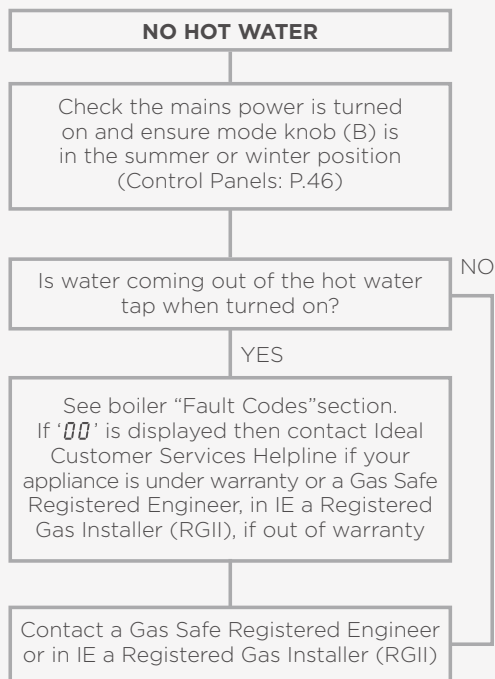 NO HOT WATER
Check the mains power is turned
on and ensure mode knob (B) is
in the summer or winter position
(Control Panels: P.46)
Is water coming out of the hot water
tap when turned on?
NO
YES
See boiler “Fault Codes”section.
If ‘00’ is displayed then contact Ideal
Customer Services Helpline if your
appliance is under warranty or a Gas Safe
Registered Engineer, in IE a Registered
Gas Installer (RGII), if out of warranty
Contact a Gas Safe Registered Engineer
or in IE a Registered Gas Installer (RGII)